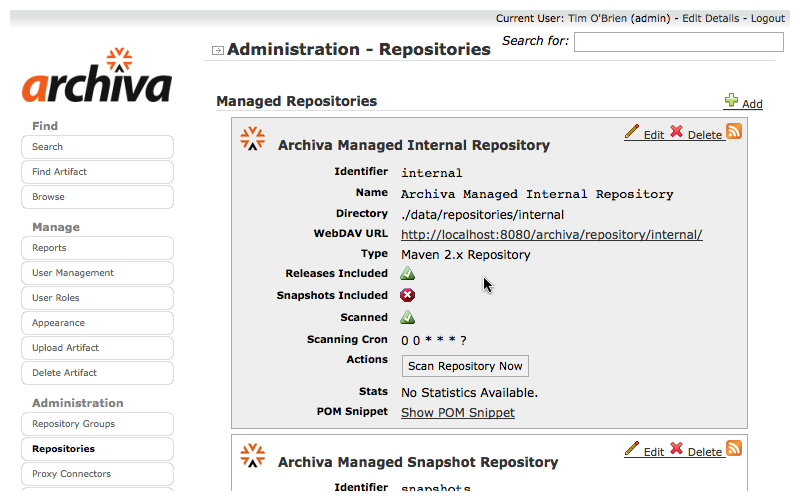 Current User: Tim O'Brien (admin) - Edit Details - Logout
Search for:
archiva
Administration - Repositories
Find
Search
Find Artifact
Browse
Manage
Reports
User Management
User Roles
Appearance
Upload Artifact
Delete Artifact
Administration
Repository Groups
Repositories
Proxy Connectors
Managed Repositories
Add
Archiva Managed Internal Repository
Edit Delete
Identifier internal
Name Archiva Managed Internal Repository
Directory ./data/repositories/internal
WebDAV URL http://localhost:8080/archiva/repository/internal/
Type Maven 2.x Repository
Releases Included
Snapshots Included
Scanned
Scanning Cron 0 0 * * * ?
Actions Scan Repository Now
Stats No Statistics Available.
POM Snippet Show POM Snippet
Archiva Managed Snapshot Repository
Edit Delete
Identifier snapshots